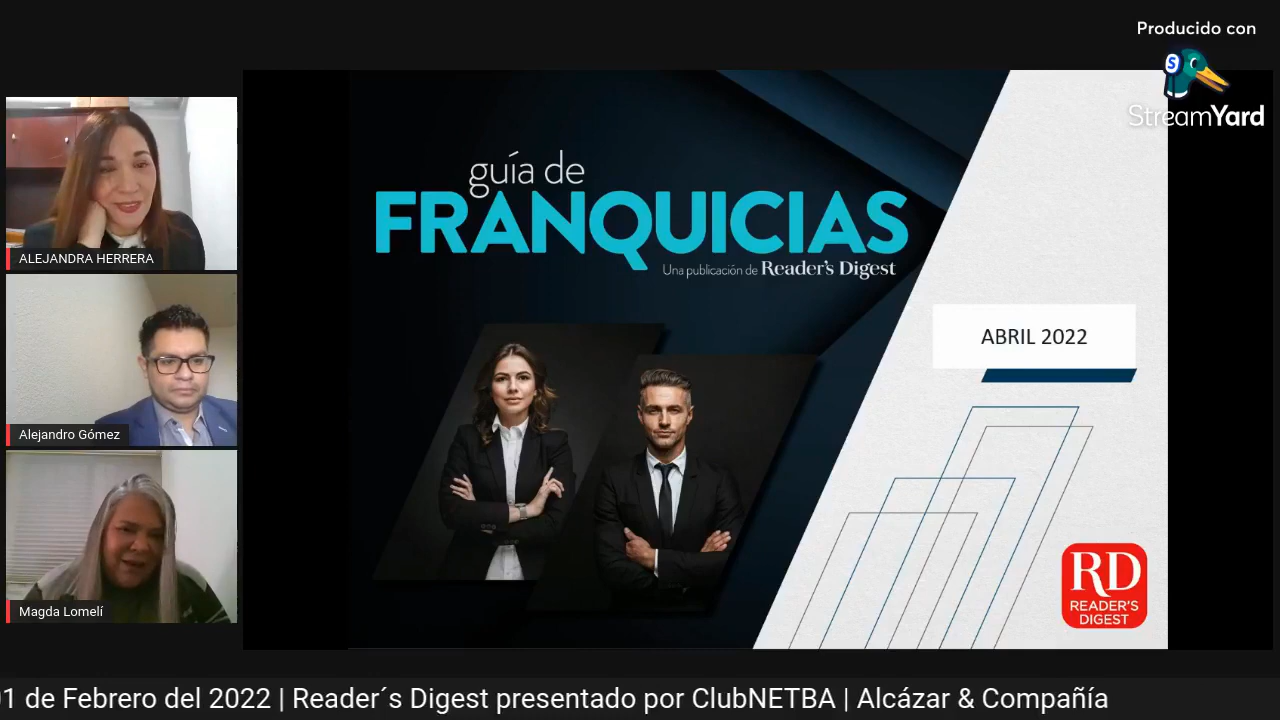 Producido con
StreamYard
ALEJANDRA HERRERA
Alejandro Gómez
Magda Lomelí
guía de
FRANQUICIAS
Una publicación de Reader's Digest
ABRIL 2022
RD
READER'S
DIGEST
01 de Febrero del 2022 | Reader´s Digest presentado por ClubNETBA | Alcázar & Compañía